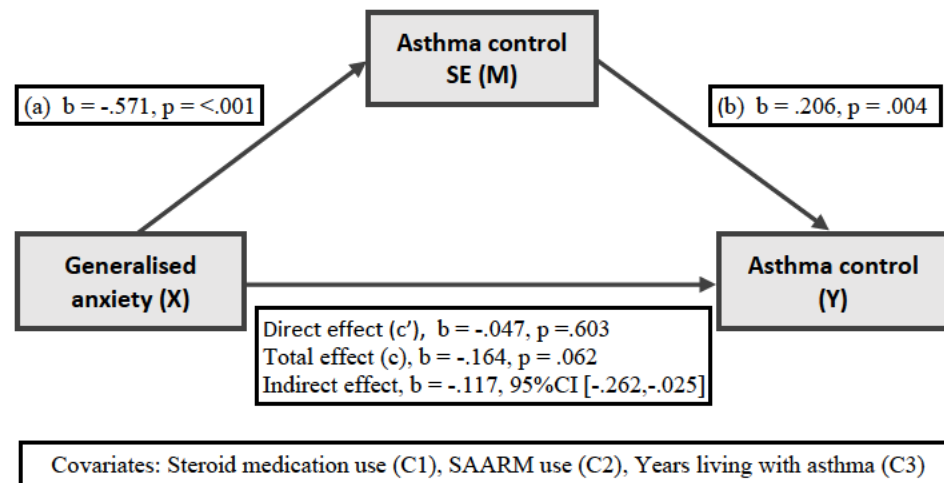 Asthma control
SE (M)
(a) b = -.571, p = <.001
(b) b = .206, p = .004
Generalised
anxiety (X)
Asthma control
(Y)
Direct effect (c'), b = -.047, p =.603
Total effect (c), b = -.164, p = .062
Indirect effect, b = -.117, 95%CI [-.262,-.025]
Covariates: Steroid medication use (C1), SAARM use (C2), Years living with asthma (C3)